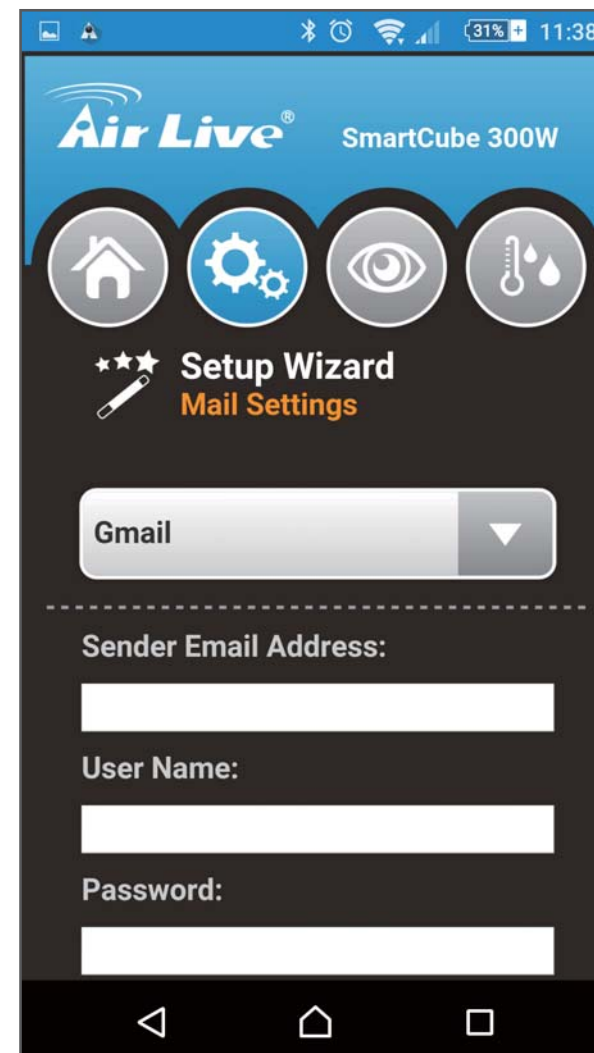 31% 11:38
Air Live® SmartCube 300W
Setup Wizard
Mail Settings
Gmail
Sender Email Address:
User Name:
Password: